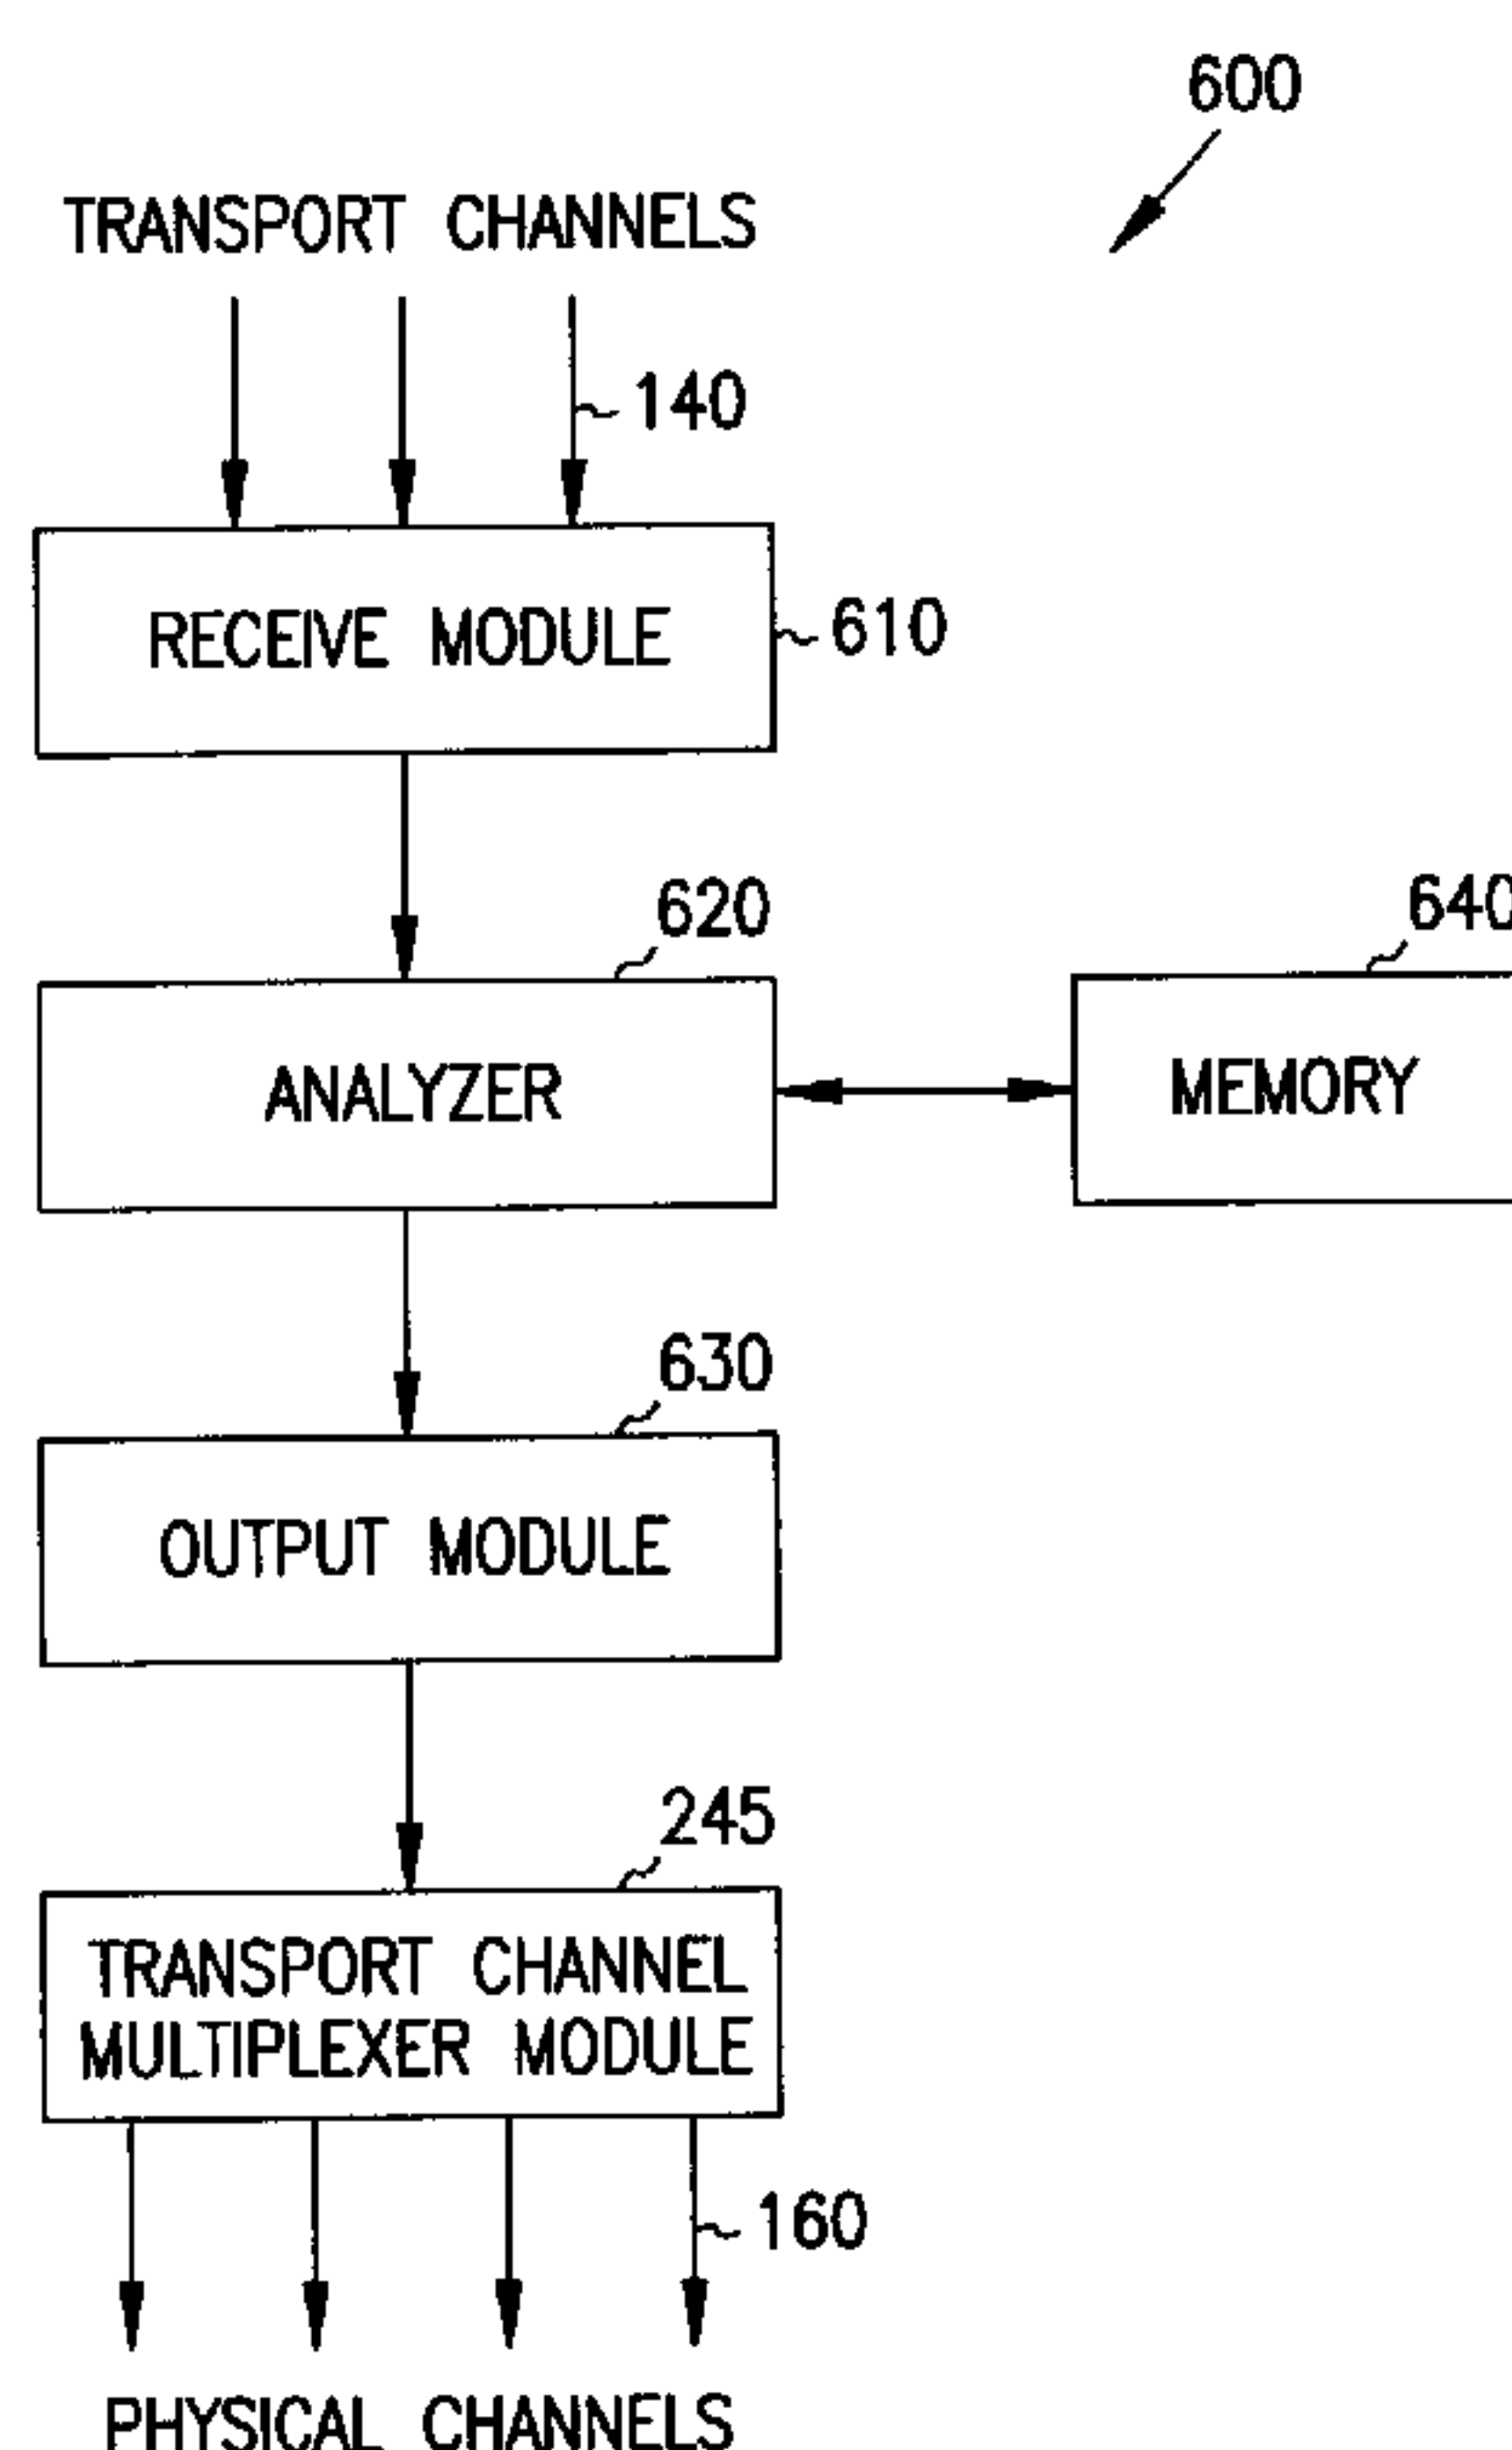 600
TRANSPORT CHANNELS
140
RECEIVE MODULE
610
620
640
ANALYZER
MEMORY
630
OUTPUT MODULE
245
TRANSPORT CHANNEL
MULTIPLEXER MODULE
160
PHYSICAL CHANNELS